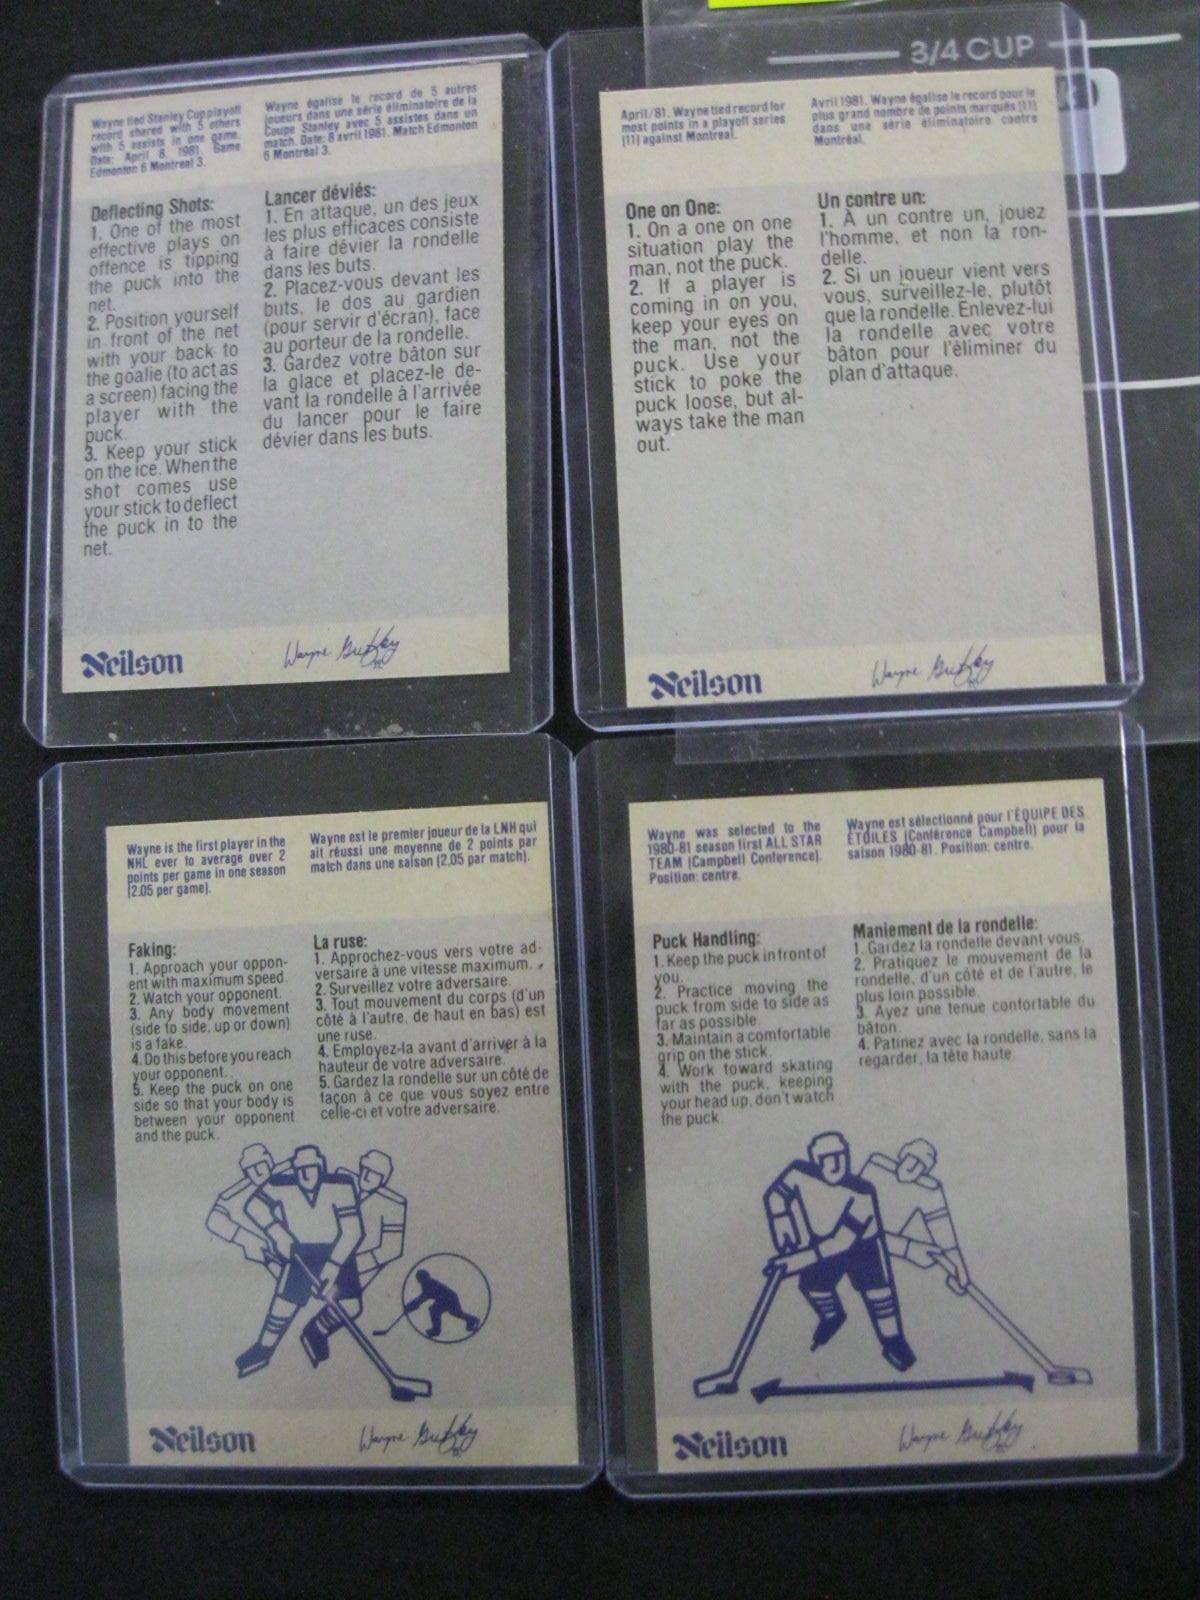 3/4 CUP
Wayne tied Stanley Cup playoff
record shared with 5 others
with 5 assists in one game.
Date: April 8, 1981. Game
Edmonton 6 Montreal 3.
Wayne égalise le record de 5 autres
joueurs dans une série éliminatoire de la
Coupe Stanley avec 5 assistes dans un
match. Date: 8 avril 1981. Match Edmonton
6 Montréal 3.
Deflecting Shots:
1. One of the most
effective plays on
offence is tipping
the puck into the
net.
2. Position yourself
in front of the net
with your back to
the goalie (to act as
a screen) facing the
player with the
puck.
3. Keep your stick
on the ice. When the
shot comes use
your stick to deflect
the puck in to the
net.
Lancer déviés:
1. En attaque, un des jeux
les plus efficaces consiste
à faire dévier la rondelle
dans les buts.
2. Placez-vous devant les
buts, le dos au gardien
(pour servir d'écran), face
au porteur de la rondelle.
3. Gardez votre bâton sur
la glace et placez-le de-
vant la rondelle à l'arrivée
du lancer pour le faire
dévier dans les buts.
Neilson
Wayne Gretzky
April/81. Wayne tied record for
most points in a playoff series
(11) against Montreal.
Avril 1981. Wayne égalise le record pour le
plus grand nombre de points marqués (11)
dans une série éliminatoire contre
Montréal.
One on One:
1. On a one on one
situation play the
man, not the puck.
2. If a player is
coming in on you,
keep your eyes on
the man, not the
puck. Use your
stick to poke the
puck loose, but al-
ways take the man
out.
Un contre un:
1. À un contre un, jouez
l'homme, et non la ron-
delle.
2. Si un joueur vient vers
vous, surveillez-le, plutôt
que la rondelle. Enlevez-lui
la rondelle avec votre
bâton pour l'éliminer du
plan d'attaque.
Neilson
Wayne Gretzky
Wayne is the first player in the
NHL ever to average over 2
points per game in one season
(2.05 per game).
Wayne est le premier joueur de la LNH qui
ait réussi une moyenne de 2 points par
match dans une saison (2.05 par match).
Faking:
1. Approach your oppon-
ent with maximum speed.
2. Watch your opponent.
3. Any body movement
(side to side, up or down)
is a fake.
4. Do this before you reach
your opponent.
5. Keep the puck on one
side so that your body is
between your opponent
and the puck.
La ruse:
1. Approchez-vous vers votre ad-
versaire à une vitesse maximum.
2. Surveillez votre adversaire.
3. Tout mouvement du corps (d'un
côté à l'autre, de haut en bas) est
une ruse.
4. Employez-la avant d'arriver à la
hauteur de votre adversaire.
5. Gardez la rondelle sur un côté de
façon à ce que vous soyez entre
celle-ci et votre adversaire.
Neilson
Wayne Gretzky
Wayne was selected to the
1980-81 season first ALL STAR
TEAM (Campbell Conference).
Position: centre.
Wayne est sélectionné pour l'ÉQUIPE DES
ÉTOILES (Conférence Campbell) pour la
saison 1980-81. Position: centre.
Puck Handling:
1. Keep the puck in front of
you.
2. Practice moving the
puck from side to side as
far as possible.
3. Maintain a comfortable
grip on the stick.
4. Work toward skating
with the puck, keeping
your head up, don't watch
the puck.
Maniement de la rondelle:
1. Gardez la rondelle devant vous.
2. Pratiquez le mouvement de la
rondelle, d'un côté et de l'autre, le
plus loin possible.
3. Ayez une tenue confortable du
bâton.
4. Patinez avec la rondelle, sans la
regarder, la tête haute.
Neilson
Wayne Gretzky